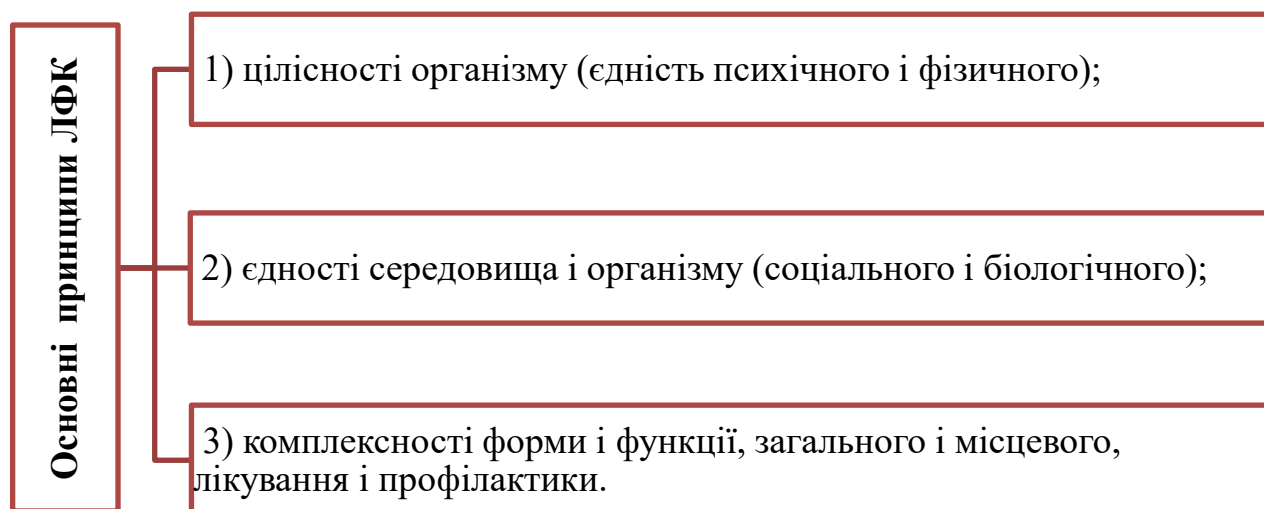 Основні принципи ЛФК
1) цілісності організму (єдність психічного і фізичного);
2) єдності середовища і організму (соціального і біологічного);
3) комплексності форми і функції, загального і місцевого,
лікування і профілактики.